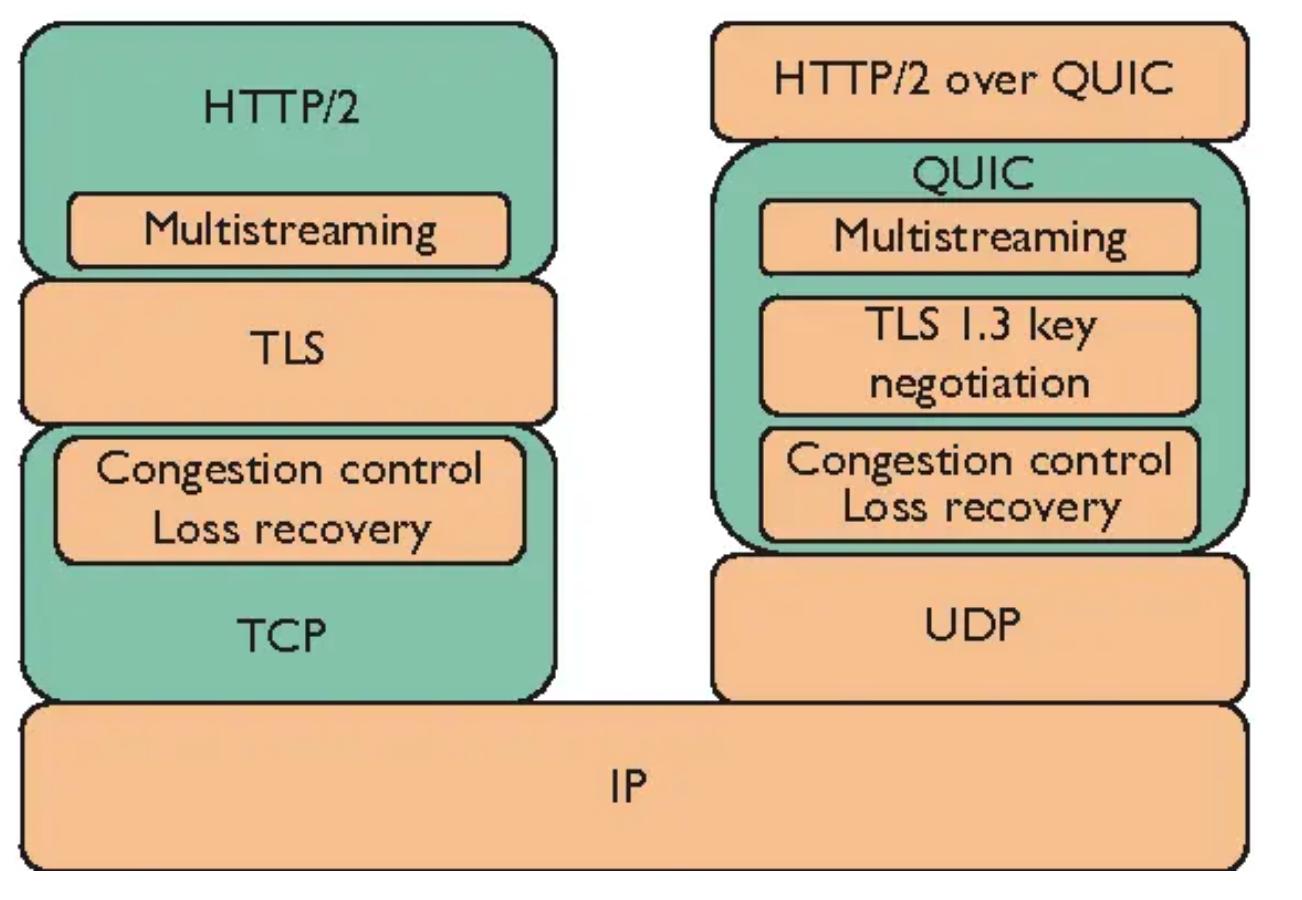 HTTP/2
Multistreaming
TLS
Congestion control
Loss recovery
TCP
HTTP/2 over QUIC
QUIC
Multistreaming
TLS 1.3 key
negotiation
Congestion control
Loss recovery
UDP
IP